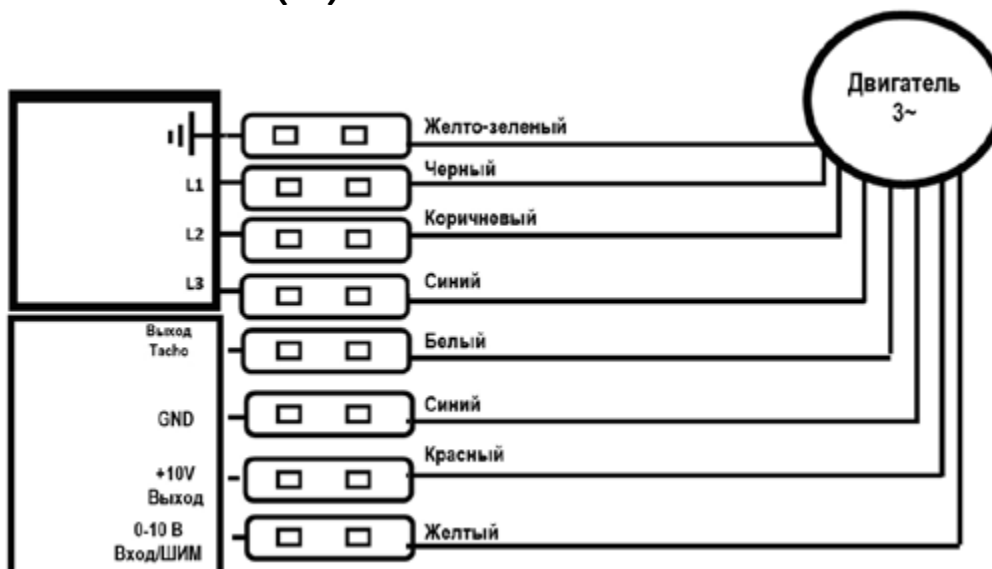 Двигатель
3~
Желто-зеленый
L1
Черный
L2
Коричневый
L3
Синий
Выход
Tacho
Белый
GND
Синий
+10V
Выход
Красный
0-10 В
Вход/ШИМ
Желтый